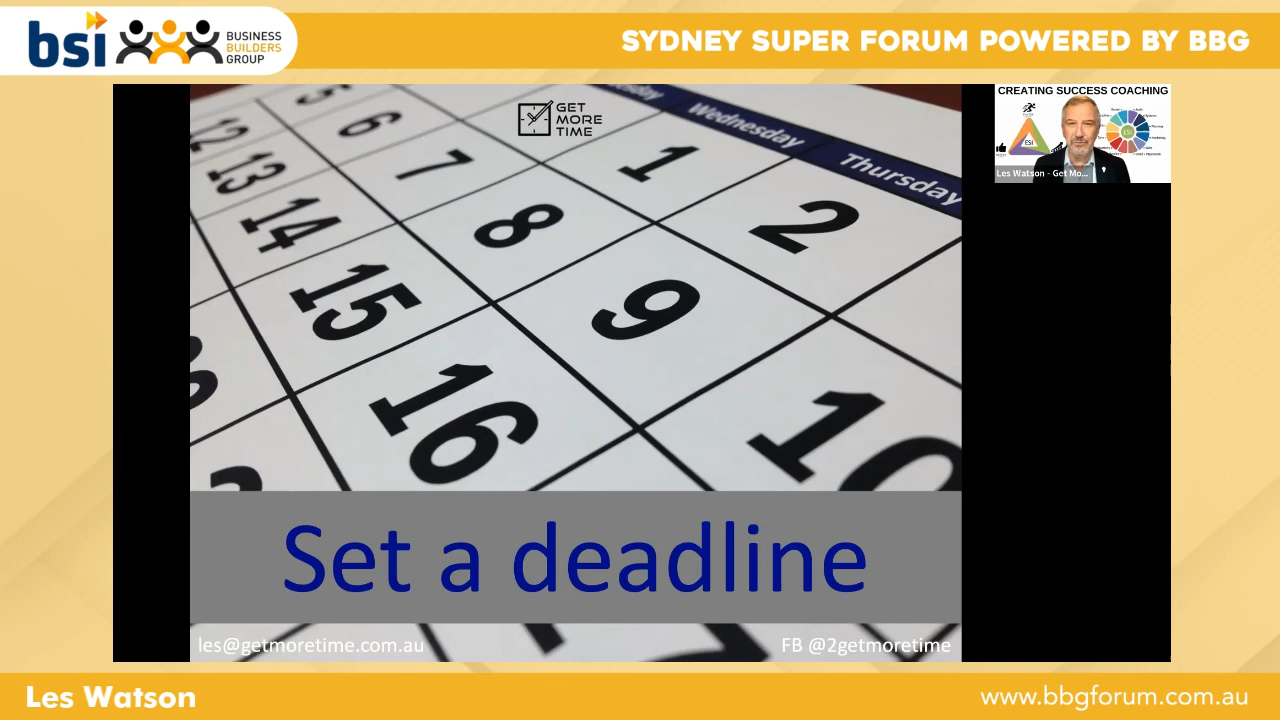 bsi
BUSINESS
BUILDERS
GROUP
SYDNEY SUPER FORUM POWERED BY BBG
GET
MORE
TIME
Wednesday
Thursday
5
6
7
1
2
12
13
14
8
9
15
16
10
Set a deadline
les@getmoretime.com.au
FB @2getmoretime
CREATING SUCCESS COACHING
ESI
ESI
Les Watson - Get Mo...
Les Watson
www.bbgforum.com.au